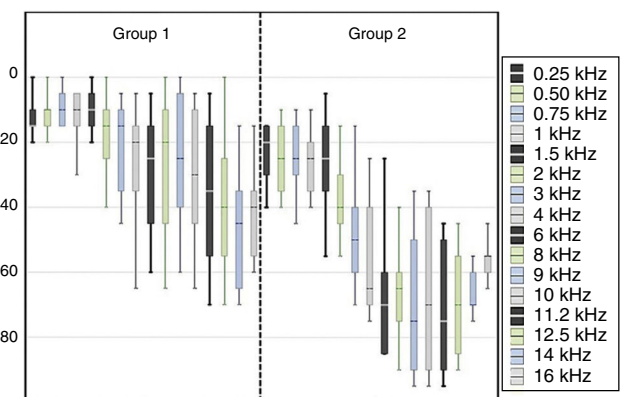 Group 1
Group 2
0
20
40
60
80
0.25 kHz
0.50 kHz
0.75 kHz
1 kHz
1.5 kHz
2 kHz
3 kHz
4 kHz
6 kHz
8 kHz
9 kHz
10 kHz
11.2 kHz
12.5 kHz
14 kHz
16 kHz